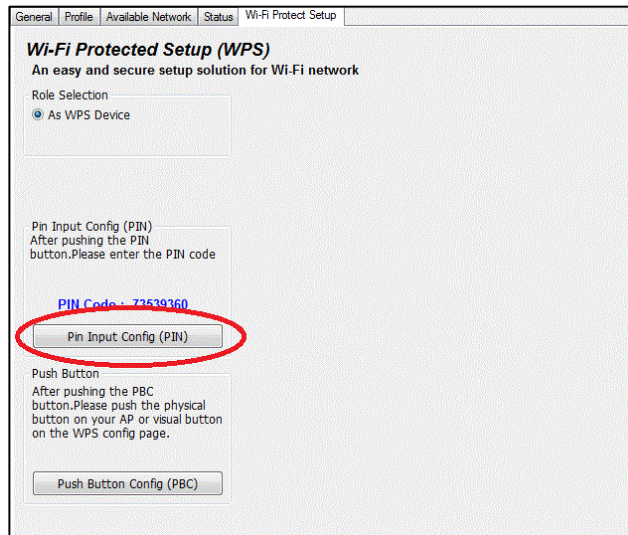 General Profile Available Network Status Wi-Fi Protect Setup
Wi-Fi Protected Setup (WPS)
An easy and secure setup solution for Wi-Fi network
Role Selection
As WPS Device
Pin Input Config (PIN)
After pushing the PIN
button.Please enter the PIN code
PIN Code : 73539360
Pin Input Config (PIN)
Push Button
After pushing the PBC
button.Please push the physical
button on your AP or visual button
on the WPS config page.
Push Button Config (PBC)